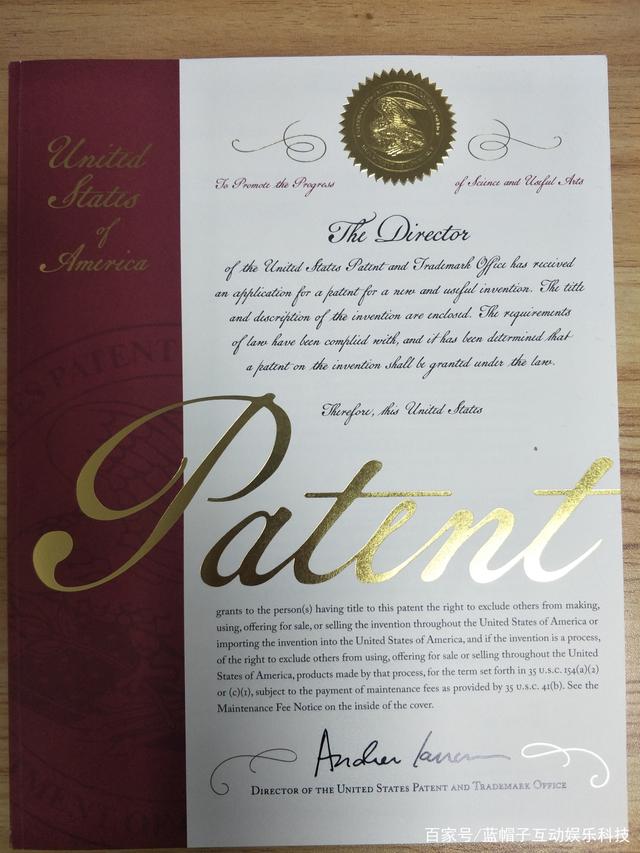 United
States
of
America
To Promote the Progress
of Science and Useful Arts
The Director
of the United States Patent and Trademark Office has received
an application for a patent for a new and useful invention. The title
and description of the invention are enclosed. The requirements
of law have been complied with, and it has been determined that
a patent on the invention shall be granted under the law.
Therefore, this United States
Patent
grants to the person(s) having title to this patent the right to exclude others from making,
using, offering for sale, or selling the invention throughout the United States of America or
importing the invention into the United States of America, and if the invention is a process,
of the right to exclude others from using, offering for sale or selling throughout the United
States of America, products made by that process, for the term set forth in 35 U.S.C. 154(a)(2)
or (c)(1), subject to the payment of maintenance fees as provided by 35 U.S.C. 41(b). See the
Maintenance Fee Notice on the inside of the cover.
DIRECTOR OF THE UNITED STATES PATENT AND TRADEMARK OFFICE
百家号/蓝帽子互动娱乐科技